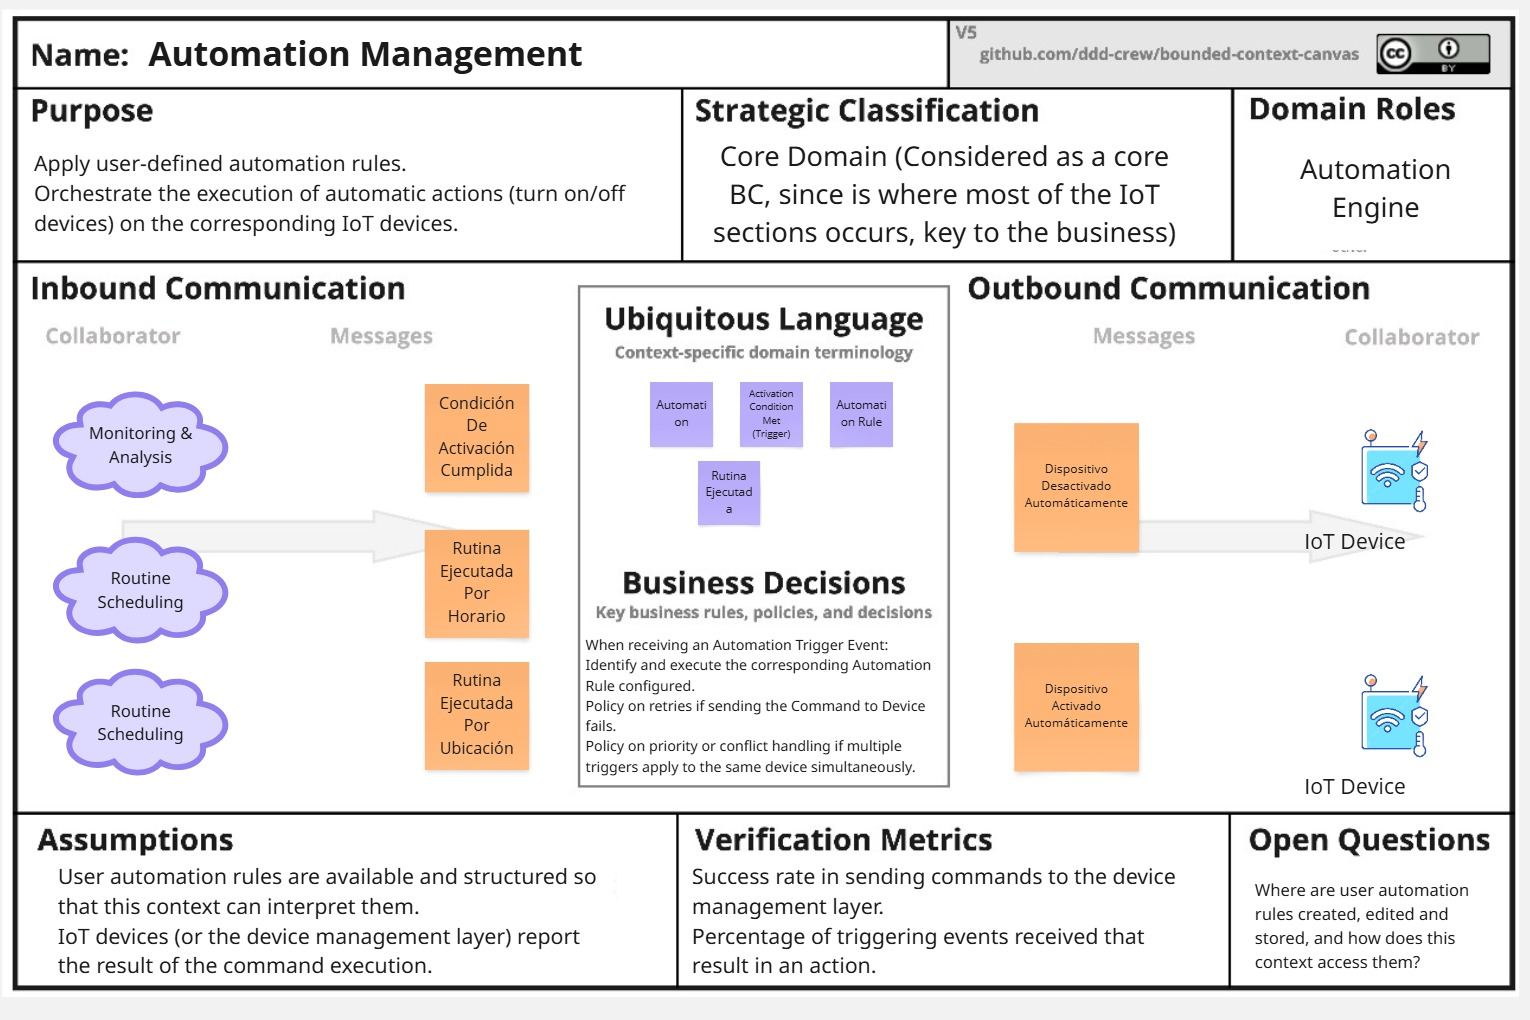 Name: Automation Management
V5
github.com/ddd-crew/bounded-context-canvas
cc
BY
Purpose
Apply user-defined automation rules.
Orchestrate the execution of automatic actions (turn on/off
devices) on the corresponding IoT devices.
Strategic Classification
Core Domain (Considered as a core
BC, since is where most of the IoT
sections occurs, key to the business)
Domain Roles
Automation
Engine
Inbound Communication
Collaborator
Messages
Monitoring &
Analysis
Condición
De
Activación
Cumplida
Routine
Scheduling
Rutina
Ejecutada
Por
Horario
Routine
Scheduling
Rutina
Ejecutada
Por
Ubicación
Ubiquitous Language
Context-specific domain terminology
Automati
on
Activation
Condition
Met
(Trigger)
Automati
on Rule
Rutina
Ejecutad
a
Business Decisions
Key business rules, policies, and decisions
When receiving an Automation Trigger Event:
Identify and execute the corresponding Automation
Rule configured.
Policy on retries if sending the Command to Device
fails.
Policy on priority or conflict handling if multiple
triggers apply to the same device simultaneously.
Outbound Communication
Messages
Collaborator
Dispositivo
Desactivado
Automáticamente
IoT Device
Dispositivo
Activado
Automáticamente
IoT Device
Assumptions
User automation rules are available and structured so
that this context can interpret them.
IoT devices (or the device management layer) report
the result of the command execution.
Verification Metrics
Success rate in sending commands to the device
management layer.
Percentage of triggering events received that
result in an action.
Open Questions
Where are user automation
rules created, edited and
stored, and how does this
context access them?